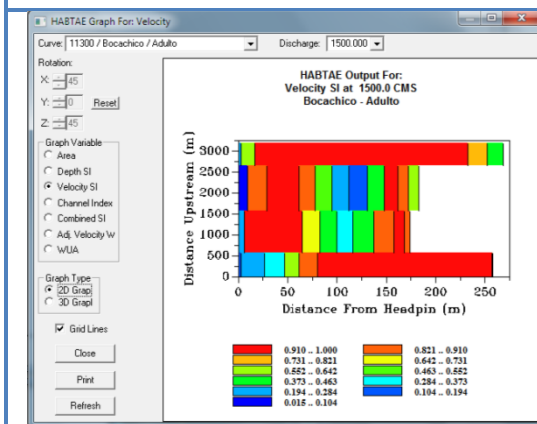 HABTAE Graph For: Velocity
Curve: 11300 / Bocachico / Adulto Discharge: 1500.000
Rotation:
X: 45
Y: 0 Reset
Z: 45
Graph Variable
Area
Depth SI
Velocity SI
Channel Index
Combined SI
Adj. Velocity W
WUA
Graph Type
2D Grap
3D Grapl
Grid Lines
Close
Print
Refresh
HABTAE Output For:
Velocity SI at 1500.0 CMS
Bocachico - Adulto
Distance Upstream (m)
3000
2500
2000
1500
1000
500
0
0 50 100 150 200 250
Distance From Headpin (m)
0.910 .. 1.000 0.821 .. 0.910
0.731 .. 0.821 0.642 .. 0.731
0.552 .. 0.642 0.463 .. 0.552
0.373 .. 0.463 0.284 .. 0.373
0.194 .. 0.284 0.104 .. 0.194
0.015 .. 0.104